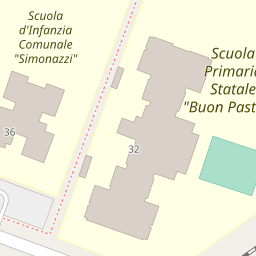 Scuola
d'Infanzia
Comunale
"Simonazzi"
Scuola
Primaria
Statale
"Buon Past
36
32